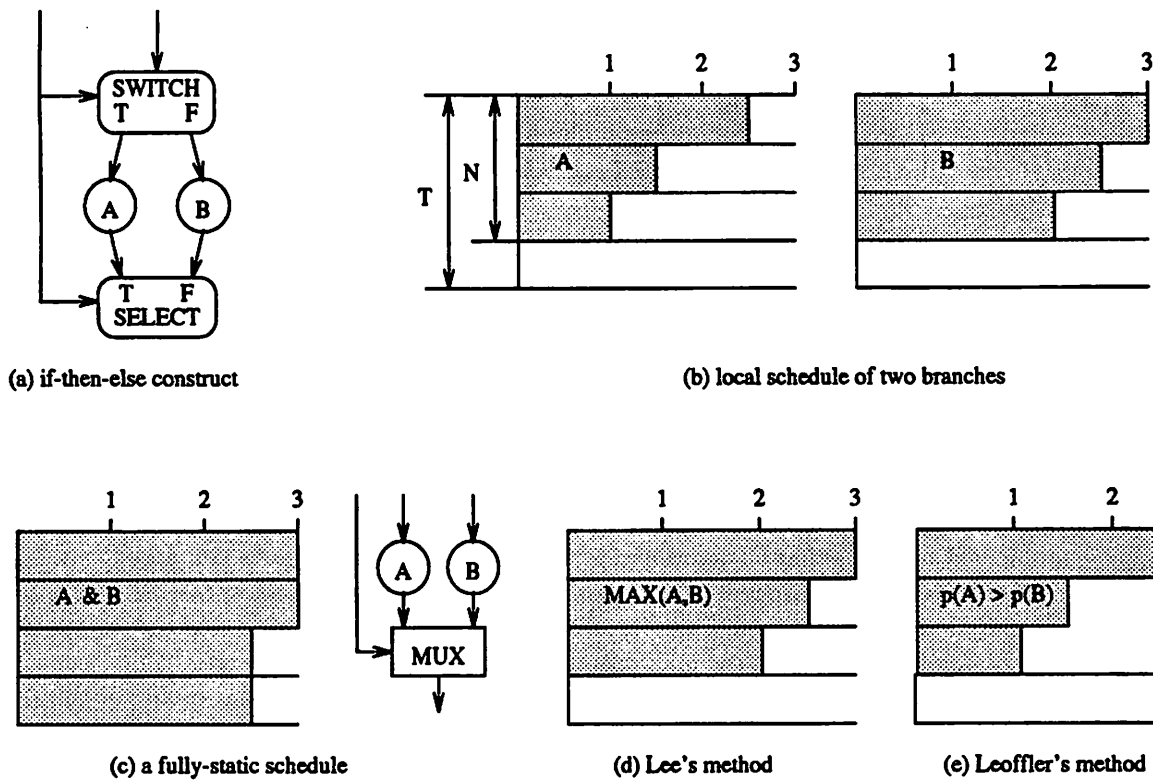 SWITCH
T F
A B
T F
SELECT
(a) if-then-else construct
1 2 3
T N A
1 2 3
B
(b) local schedule of two branches
1 2 3
A & B
(c) a fully-static schedule
A B
MUX
1 2 3
MAX(A,B)
(d) Lee's method
1 2
p(A) > p(B)
(e) Leoffler's method